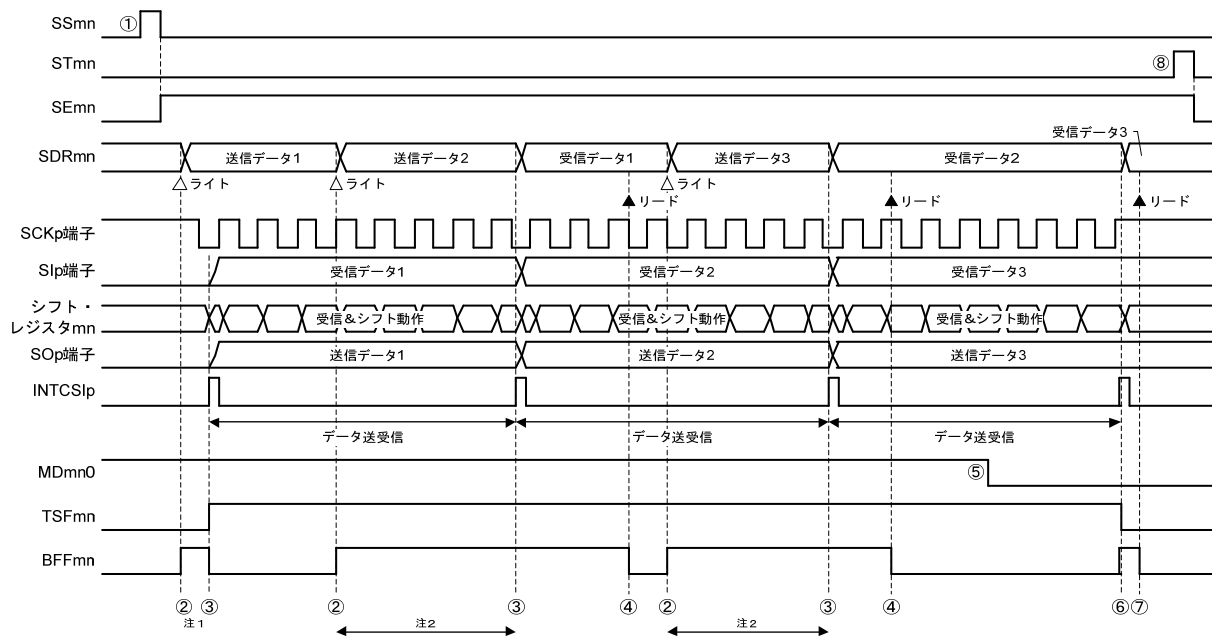 SSmn ①
STmn ⑧
SEmn
受信データ3
SDRmn 送信データ1 送信データ2 受信データ1 送信データ3 受信データ2
△ライト △ライト △ライト
▲リード ▲リード ▲リード
SCKp端子
SIp端子 受信データ1 受信データ2 受信データ3
シフト・
レジスタmn 受信&シフト動作 受信&シフト動作 受信&シフト動作
SOp端子 送信データ1 送信データ2 送信データ3
INTCSIp
データ送受信 データ送受信 データ送受信
MDmn0 ⑤
TSFmn
BFFmn
② ③ ② ③ ④ ② ③ ④ ⑥ ⑦
注1 注2 注2